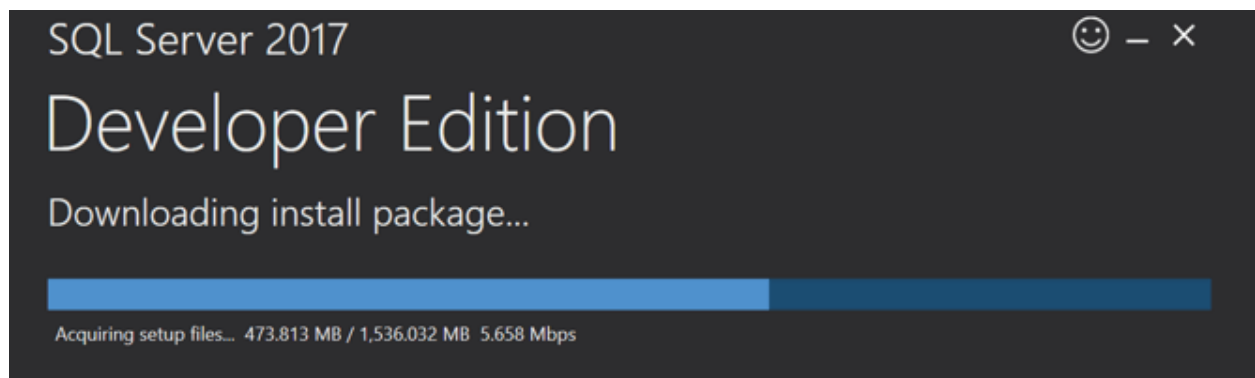 SQL Server 2017
Developer Edition
Downloading install package...
Acquiring setup files... 473.813 MB / 1,536.032 MB 5.658 Mbps